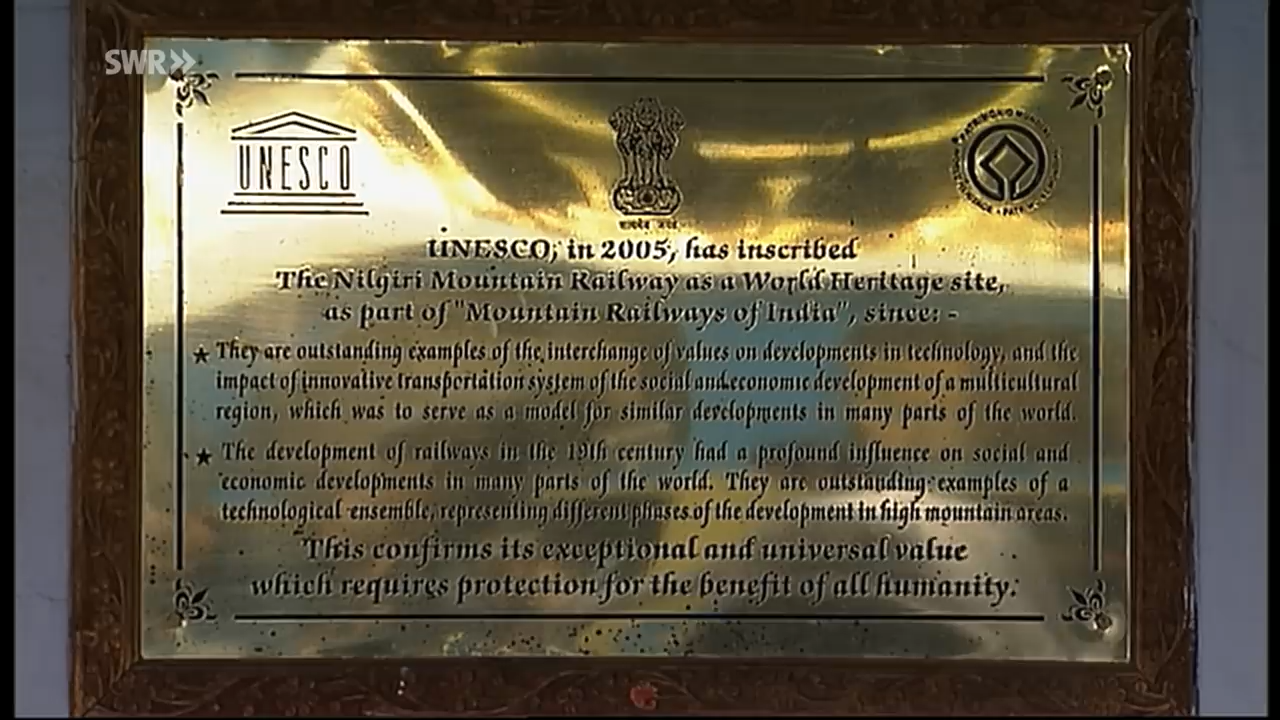 SWR»
UNESCO
सत्यमेव जयते
UNESCO, in 2005, has inscribed
The Nilgiri Mountain Railway as a World Heritage site,
as part of "Mountain Railways of India", since: -
★ They are outstanding examples of the interchange of values on developments in technology, and the
impact of innovative transportation system of the social and economic development of a multicultural
region, which was to serve as a model for similar developments in many parts of the world.
★ The development of railways in the 19th century had a profound influence on social and
economic developments in many parts of the world. They are outstanding examples of a
technological ensemble, representing different phases of the development in high mountain areas.
This confirms its exceptional and universal value
which requires protection for the benefit of all humanity.